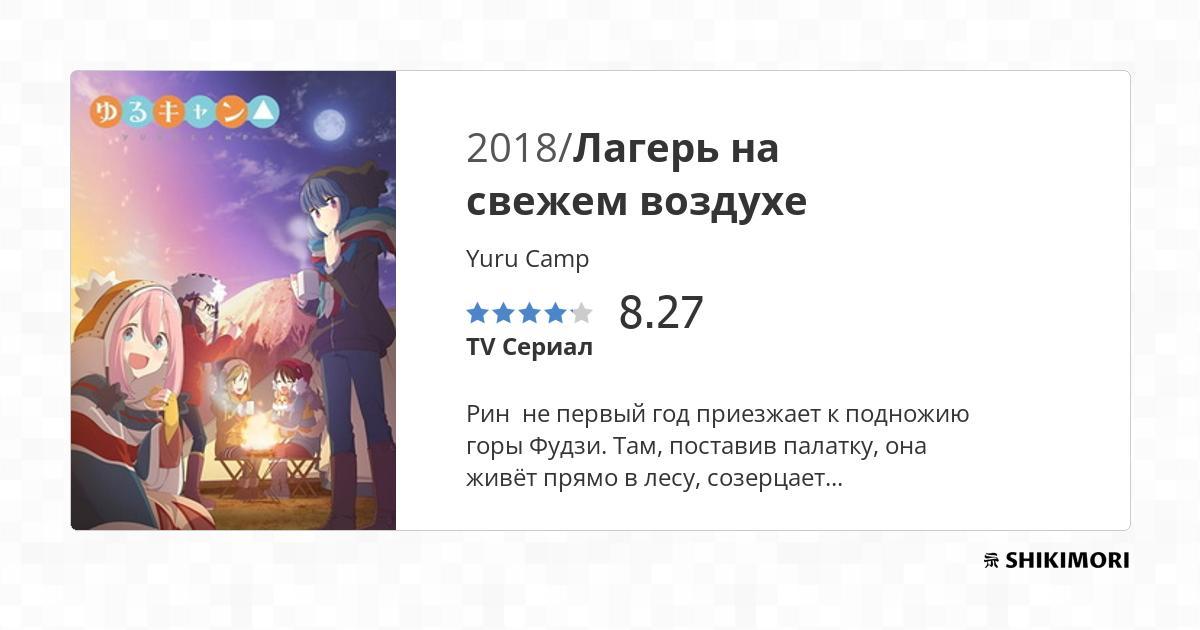 ゆるキャン△
2018/Лагерь на
свежем воздухе
Yuru Camp
8.27
TV Сериал
Рин  не первый год приезжает к подножию
горы Фудзи. Там, поставив палатку, она
живёт прямо в лесу, созерцает...
SHIKIMORI